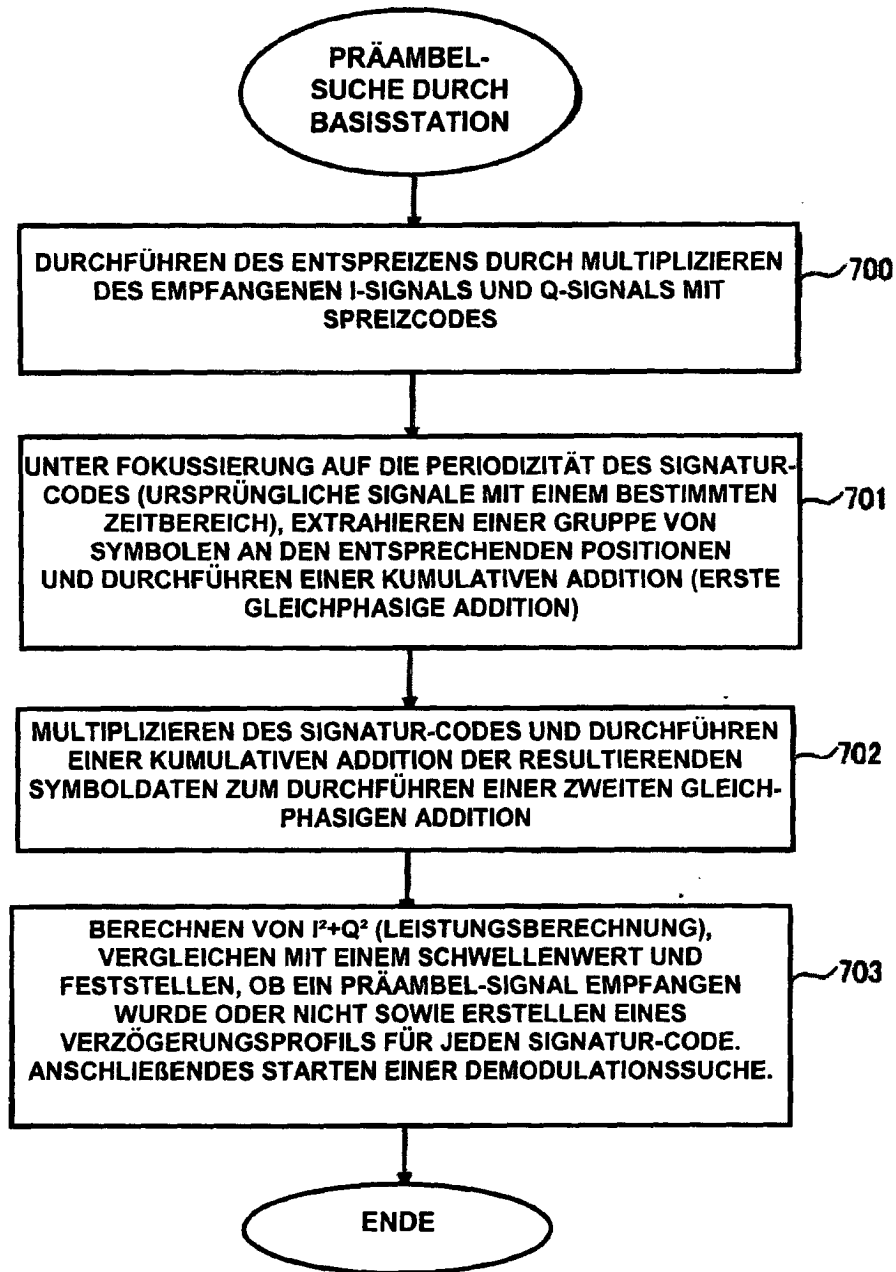 PRÄAMBEL-
SUCHE DURCH
BASISSTATION
DURCHFÜHREN DES ENTSPREIZENS DURCH MULTIPLIZIEREN
DES EMPFANGENEN I-SIGNALS UND Q-SIGNALS MIT
SPREIZCODES
700
UNTER FOKUSSIERUNG AUF DIE PERIODIZITÄT DES SIGNATUR-
CODES (URSPRÜNGLICHE SIGNALE MIT EINEM BESTIMMTEN
ZEITBEREICH), EXTRAHIEREN EINER GRUPPE VON
SYMBOLEN AN DEN ENTSPRECHENDEN POSITIONEN
UND DURCHFÜHREN EINER KUMULATIVEN ADDITION (ERSTE
GLEICHPHASIGE ADDITION)
701
MULTIPLIZIEREN DES SIGNATUR-CODES UND DURCHFÜHREN
EINER KUMULATIVEN ADDITION DER RESULTIERENDEN
SYMBOLDATEN ZUM DURCHFÜHREN EINER ZWEITEN GLEICH-
PHASIGEN ADDITION
702
BERECHNEN VON I²+Q² (LEISTUNGSBERECHNUNG),
VERGLEICHEN MIT EINEM SCHWELLENWERT UND
FESTSTELLEN, OB EIN PRÄAMBEL-SIGNAL EMPFANGEN
WURDE ODER NICHT SOWIE ERSTELLEN EINES
VERZÖGERUNGSPROFILS FÜR JEDEN SIGNATUR-CODE.
ANSCHLIEßENDES STARTEN EINER DEMODULATIONSSUCHE.
703
ENDE